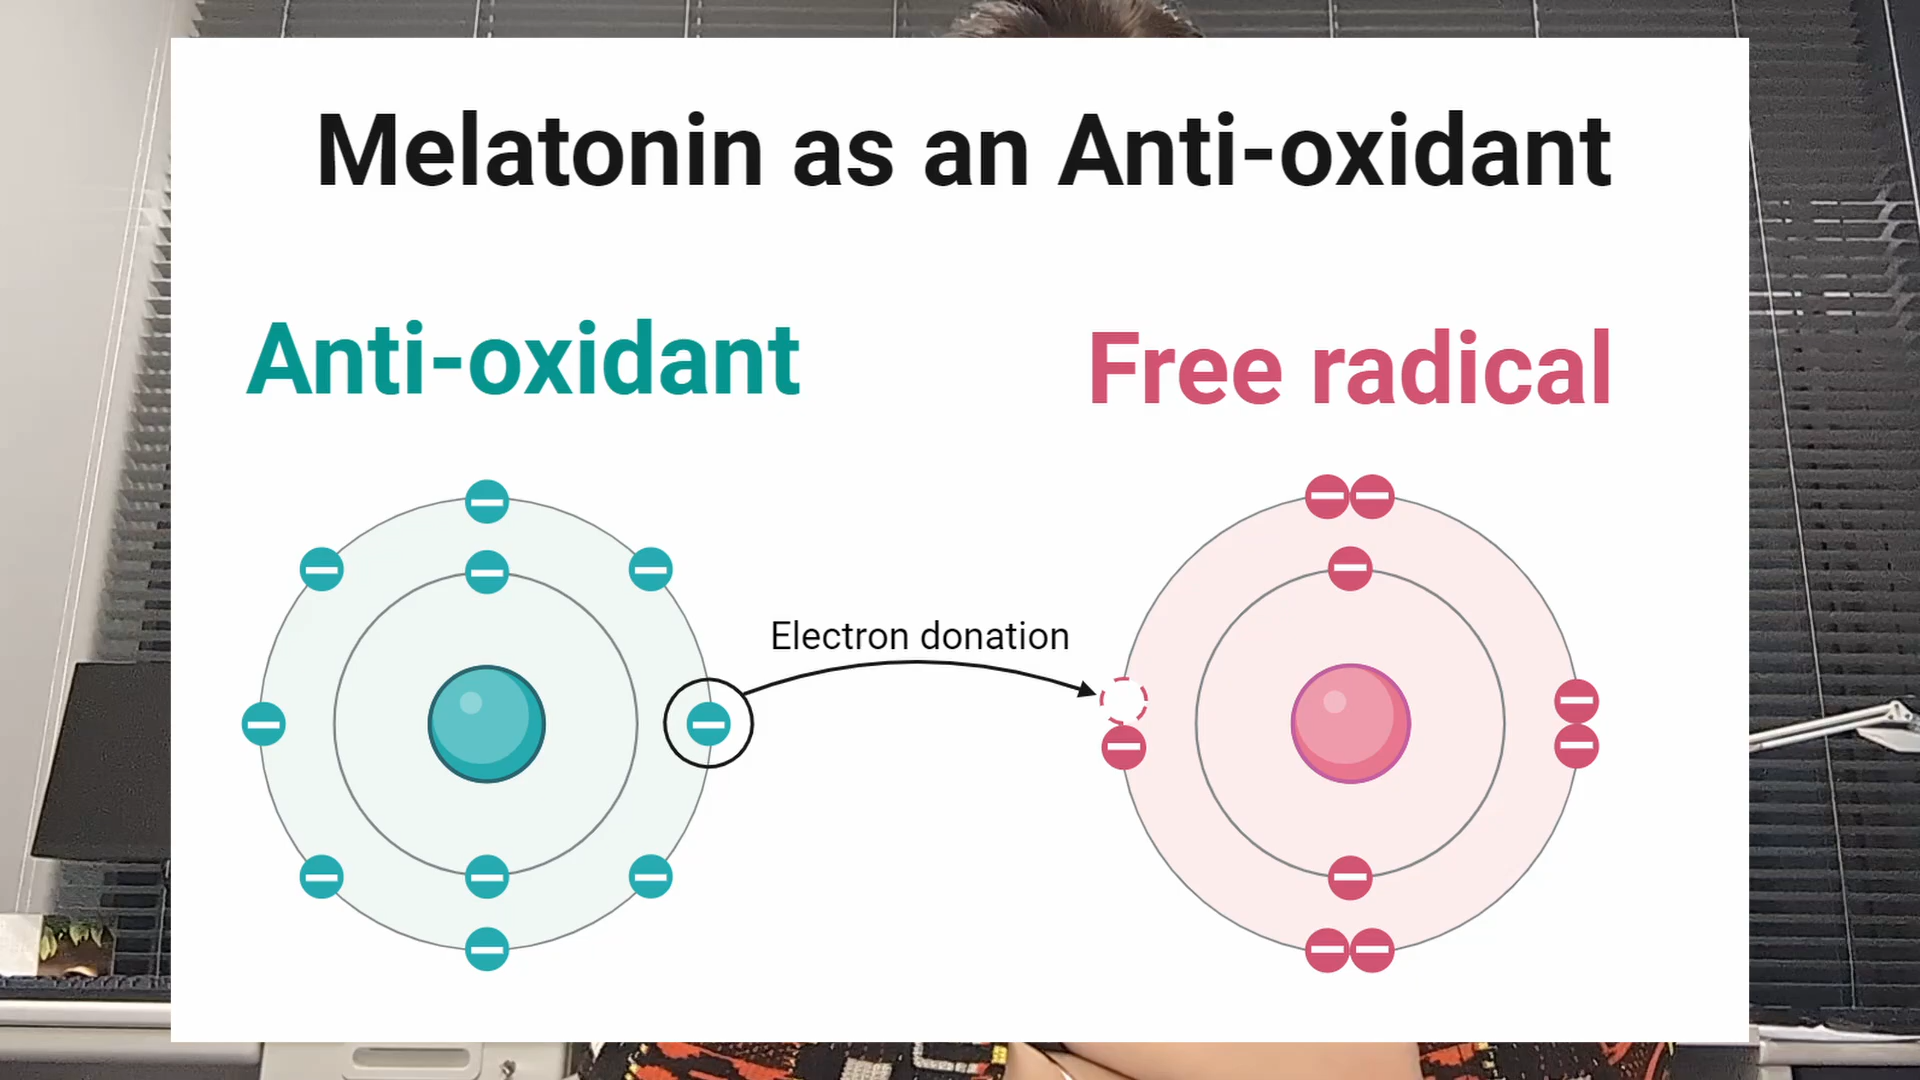 Melatonin as an Anti-oxidant
Anti-oxidant
Free radical
Electron donation